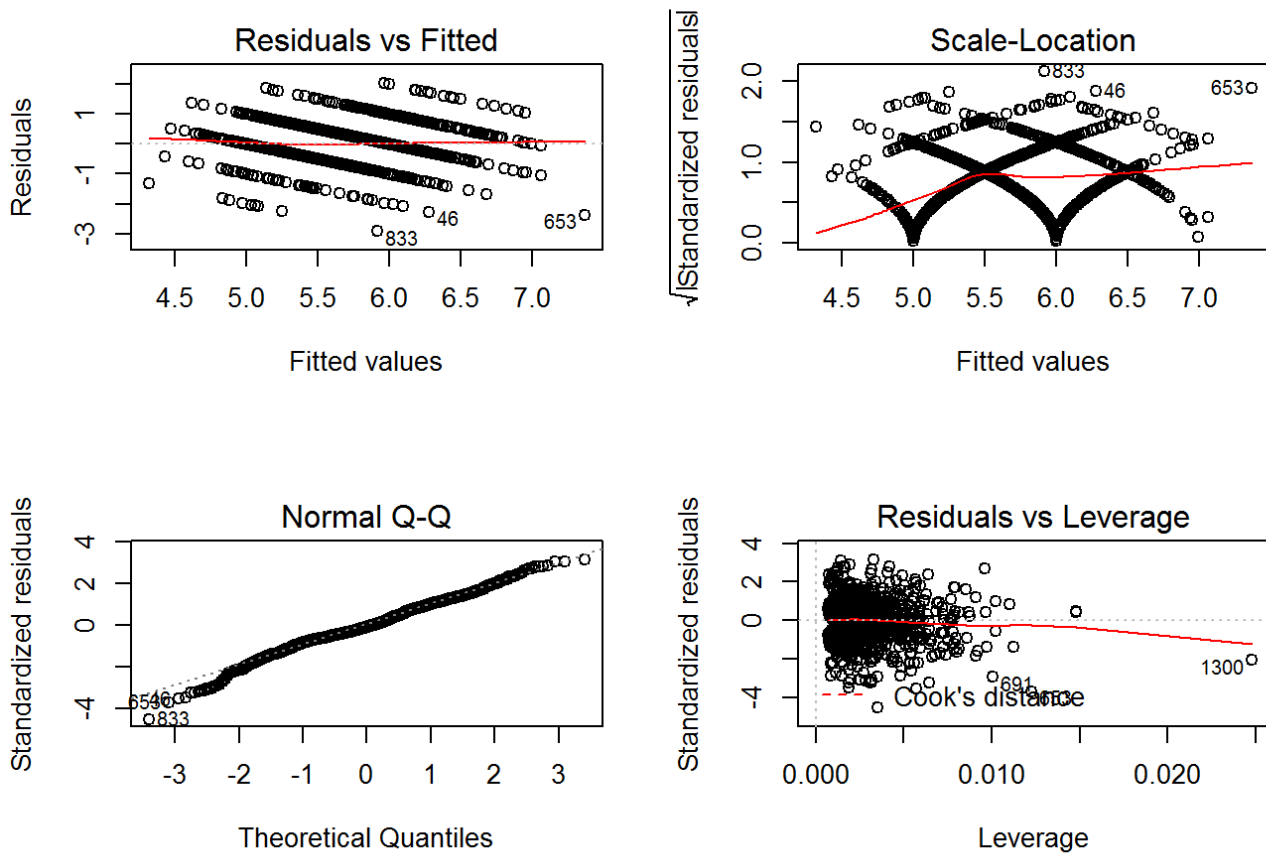 Residuals vs Fitted
Residuals
1
-1
-3
46
653
833
4.5 5.0 5.5 6.0 6.5 7.0
Fitted values
Scale-Location
√|Standardized residuals|
2.0
1.0
0.0
833
46
653
4.5 5.0 5.5 6.0 6.5 7.0
Fitted values
Normal Q-Q
Standardized residuals
4
2
0
-4
653
46
833
-3 -2 -1 0 1 2 3
Theoretical Quantiles
Residuals vs Leverage
Standardized residuals
4
0
-4
1300
691
653
Cook's distance
0.000 0.010 0.020
Leverage